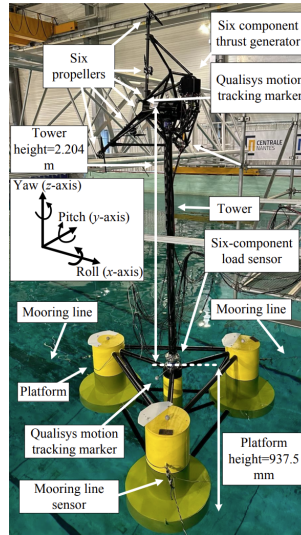 Six
propellers
Six component
thrust generator
Qualisys motion
tracking marker
Tower
height=2.204
m
CENTRALE
NANTES
Yaw (z-axis)
Pitch (y-axis)
Roll (x-axis)
Tower
Six-component
load sensor
Mooring line
Mooring
line
Platform
Qualisys motion
tracking marker
Mooring line
sensor
Platform
height=937.5
mm